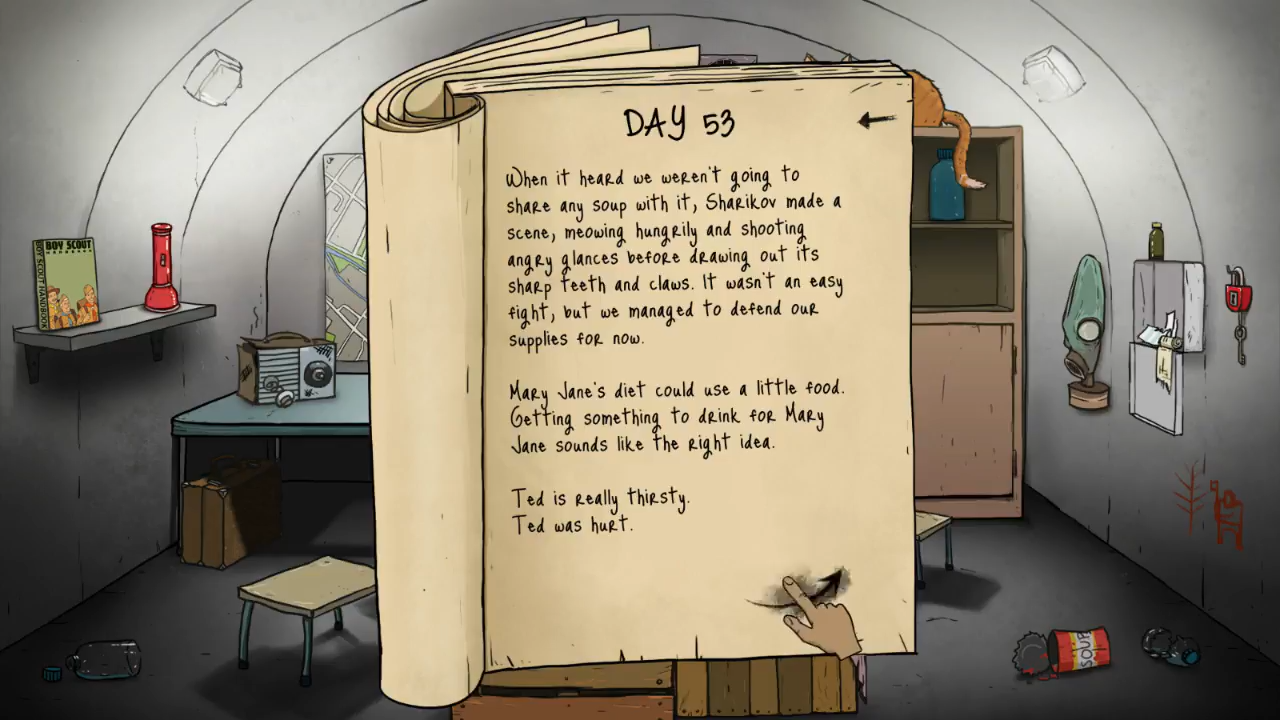 DAY 53
When it heard we weren't going to
share any soup with it, Sharikov made a
scene, meowing hungrily and shooting
angry glances before drawing out its
sharp teeth and claws. It wasn't an easy
fight, but we managed to defend our
supplies for now.
Mary Jane's diet could use a little food.
Getting something to drink for Mary
Jane sounds like the right idea.
Ted is really thirsty.
Ted was hurt.
BOY SCOUT
BOY SCOUT HANDBOOK
SOUP